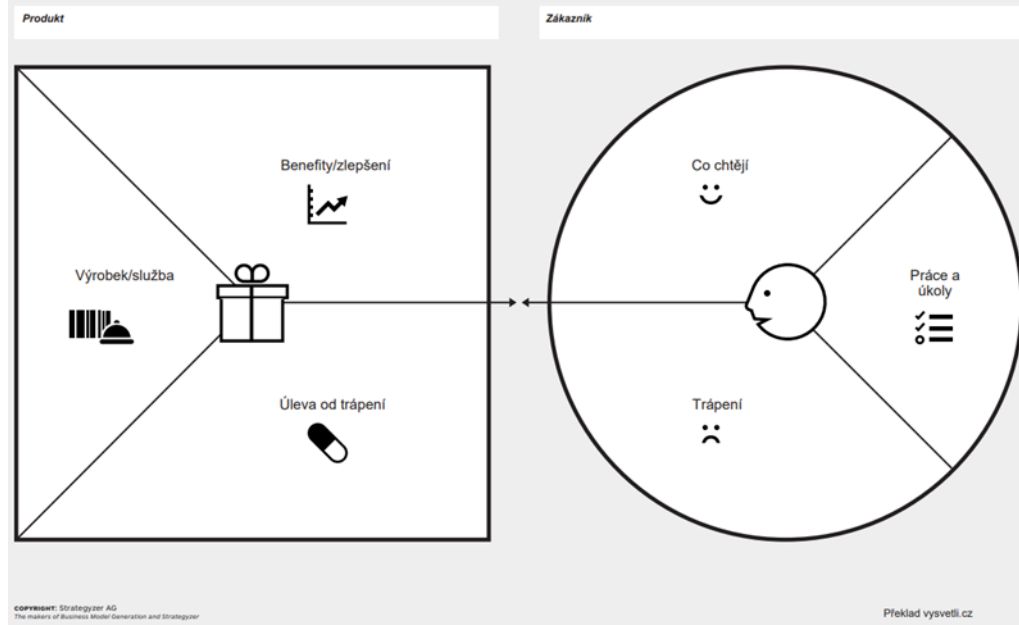 Produkt
Zákazník
Benefity/zlepšení
Výrobek/služba
Úleva od trápení
Co chtějí
Práce a
úkoly
Trápení
COPYRIGHT: Strategyzer AG
The makers of Business Model Generation and Strategyzer
Překlad vysvetli.cz